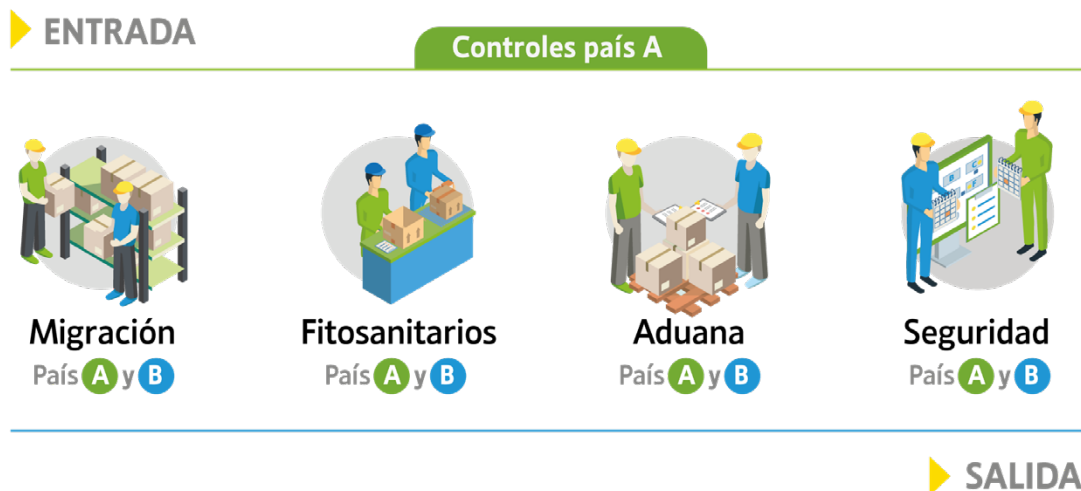 ENTRADA
Controles país A
Migración
País A y B
Fitosanitarios
País A y B
Aduana
País A y B
Seguridad
País A y B
SALIDA